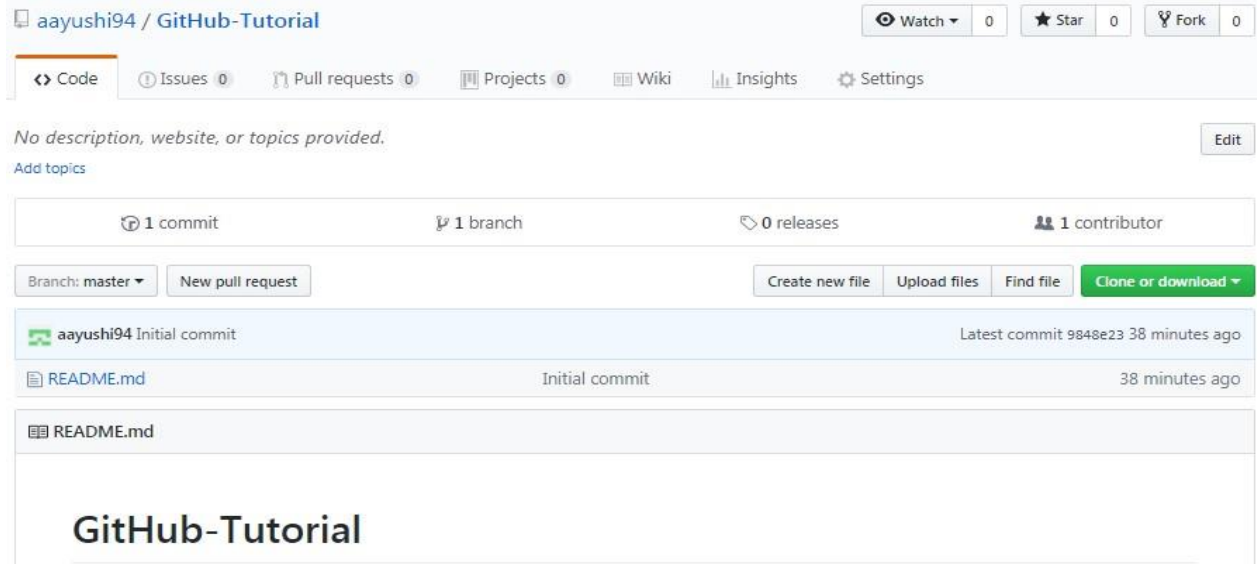 aayushi94 / GitHub-Tutorial Watch 0 Star 0 Fork 0
Code Issues 0 Pull requests 0 Projects 0 Wiki Insights Settings
No description, website, or topics provided. Edit
Add topics
1 commit 1 branch 0 releases 1 contributor
Branch: master New pull request Create new file Upload files Find file Clone or download
aayushi94 Initial commit Latest commit 9848e23 38 minutes ago
README.md Initial commit 38 minutes ago
README.md
GitHub-Tutorial